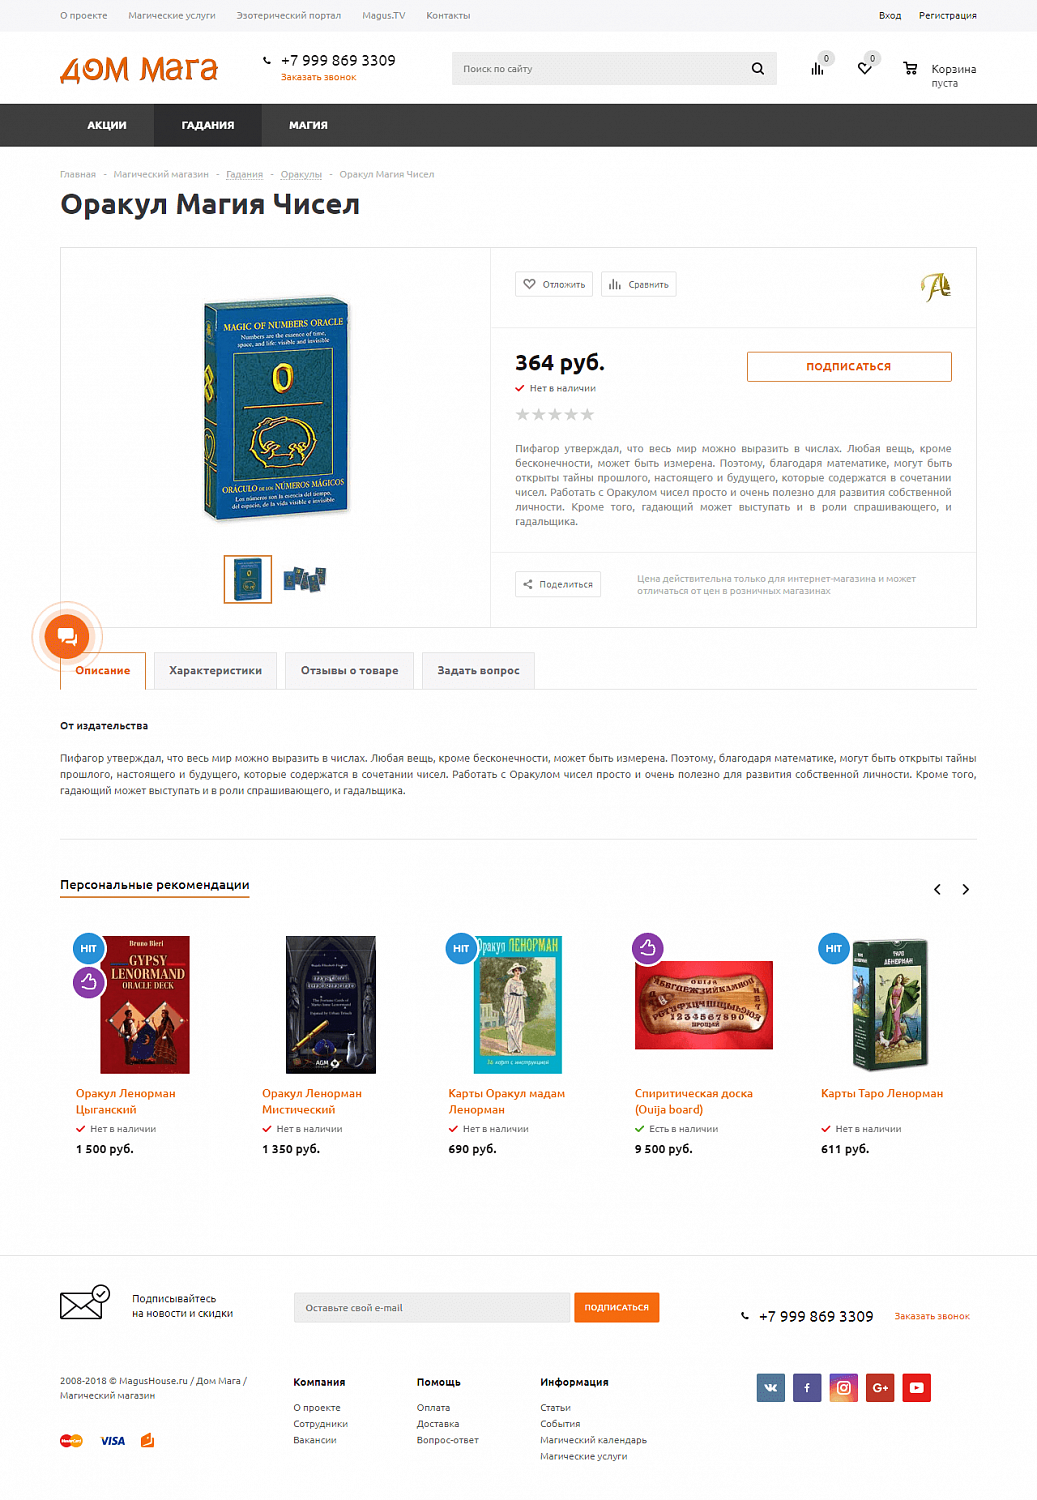 О проекте Магические услуги Эзотерический портал Magus.TV Контакты Вход Регистрация
ДОМ МАГА
+7 999 869 3309
Заказать звонок
Поиск по сайту
0
0
Корзина
пуста
АКЦИИ ГАДАНИЯ МАГИЯ
Главная - Магический магазин - Гадания - Оракулы - Оракул Магия Чисел
Оракул Магия Чисел
MAGIC OF NUMBERS ORACLE
Numbers are the essence of time,
space, and life: visible and invisible
0
ORÁCULO DE LOS NÚMEROS MÁGICOS
Los números son la esencia del tiempo,
del espacio, de la vida visible e invisible
Отложить Сравнить
A
364 руб.
ПОДПИСАТЬСЯ
Нет в наличии
Пифагор утверждал, что весь мир можно выразить в числах. Любая вещь, кроме
бесконечности, может быть измерена. Поэтому, благодаря математике, могут быть
открыты тайны прошлого, настоящего и будущего, которые содержатся в сочетании
чисел. Работать с Оракулом чисел просто и очень полезно для развития собственной
личности. Кроме того, гадающий может выступать и в роли спрашивающего, и
гадальщика.
Поделиться
Цена действительна только для интернет-магазина и может
отличаться от цен в розничных магазинах
Описание Характеристики Отзывы о товаре Задать вопрос
От издательства
Пифагор утверждал, что весь мир можно выразить в числах. Любая вещь, кроме бесконечности, может быть измерена. Поэтому, благодаря математике, могут быть открыты тайны
прошлого, настоящего и будущего, которые содержатся в сочетании чисел. Работать с Оракулом чисел просто и очень полезно для развития собственной личности. Кроме того,
гадающий может выступать и в роли спрашивающего, и гадальщика.
Персональные рекомендации
HIT
Bruno Bieri
GYPSY
LENORMAND
ORACLE DECK
Оракул Ленорман
Цыганский
Нет в наличии
1 500 руб.
AGM
Оракул Ленорман
Мистический
Нет в наличии
1 350 руб.
HIT
Оракул ЛЕНОРМАН
Карты Оракул мадам
Ленорман
Нет в наличии
690 руб.
OUIJA
1234567890
ПРОЩАЙ
Спиритическая доска
(Ouija board)
Есть в наличии
9 500 руб.
HIT
ТАРО
ЛЕНОРМАН
Карты Таро Ленорман
Нет в наличии
611 руб.
Подписывайтесь
на новости и скидки
Оставьте свой e-mail
ПОДПИСАТЬСЯ
+7 999 869 3309
Заказать звонок
2008-2018 © MagusHouse.ru / Дом Мага /
Магический магазин
MasterCard VISA
Компания
О проекте
Сотрудники
Вакансии
Помощь
Оплата
Доставка
Вопрос-ответ
Информация
Статьи
События
Магический календарь
Магические услуги
f
G+